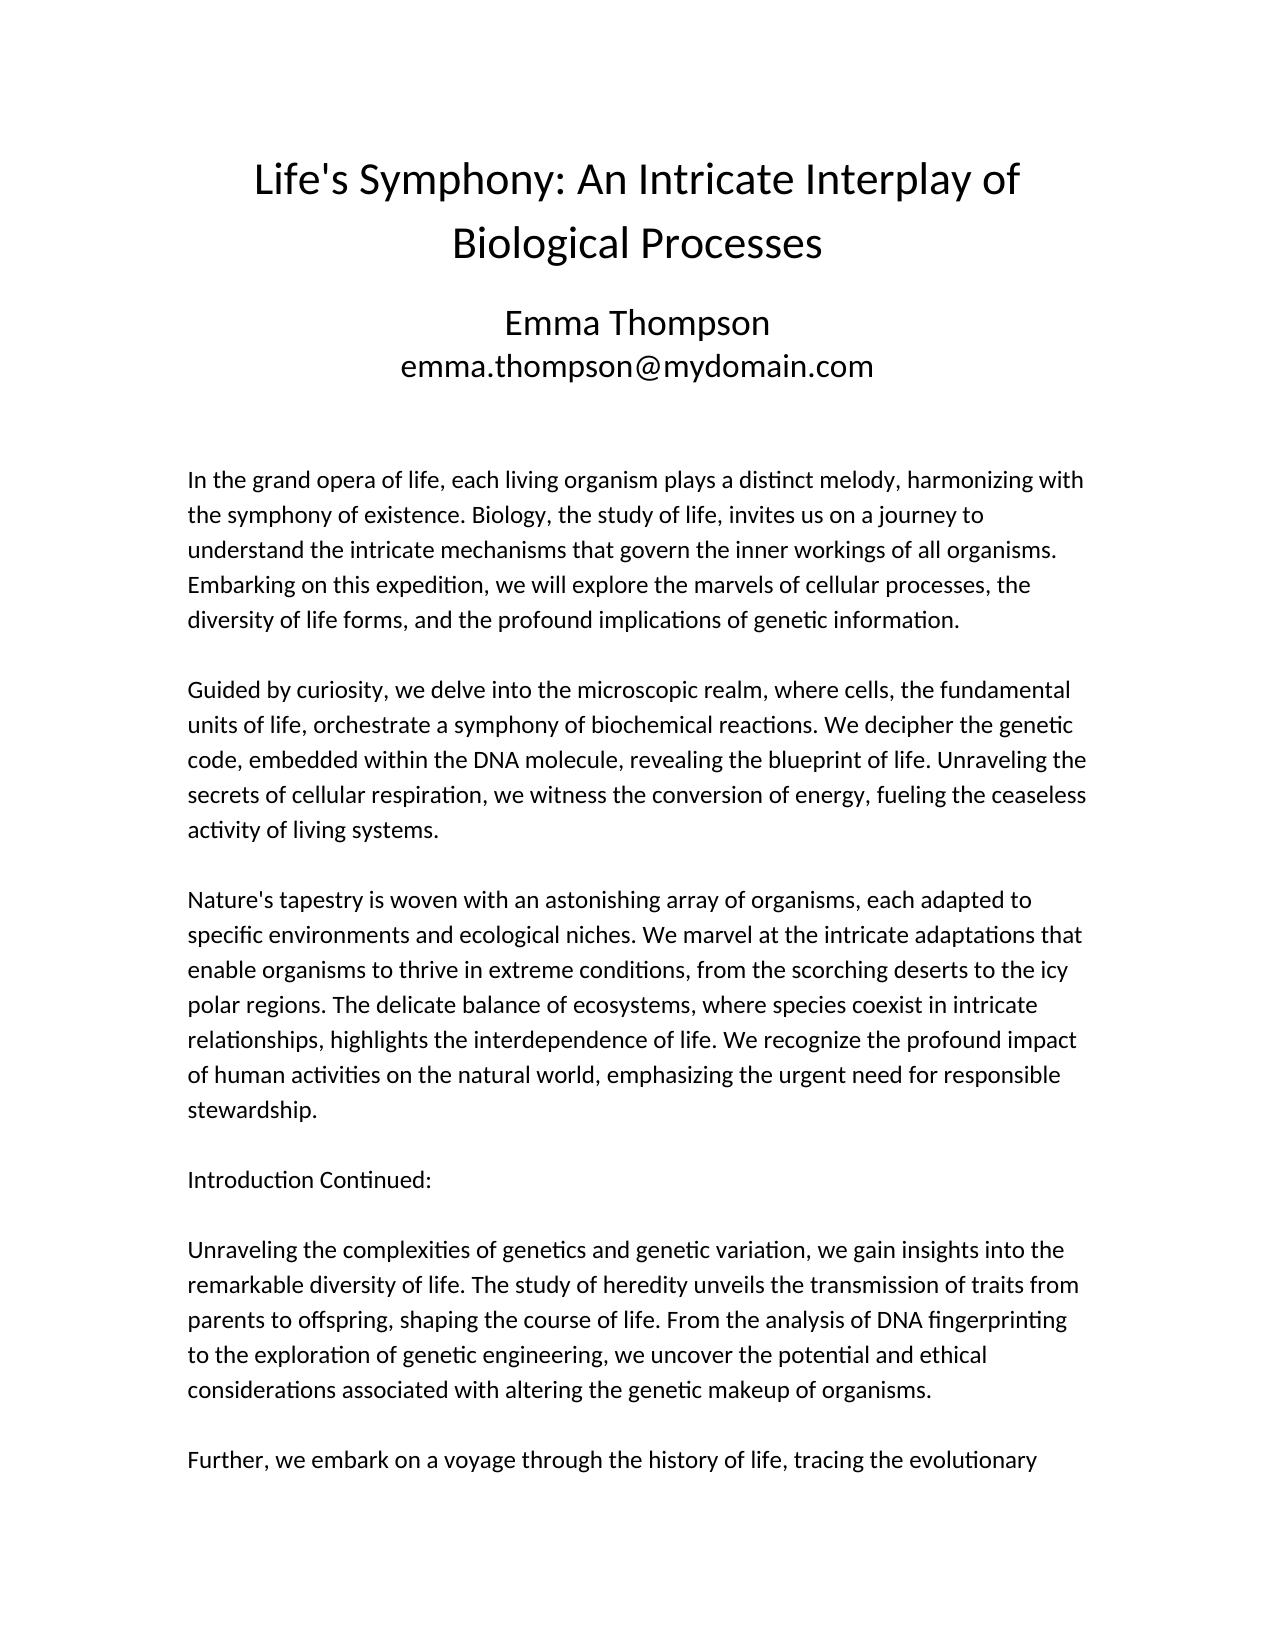 Life's Symphony: An Intricate Interplay of
Biological Processes
Emma Thompson
emma.thompson@mydomain.com
In the grand opera of life, each living organism plays a distinct melody, harmonizing with
the symphony of existence. Biology, the study of life, invites us on a journey to
understand the intricate mechanisms that govern the inner workings of all organisms.
Embarking on this expedition, we will explore the marvels of cellular processes, the
diversity of life forms, and the profound implications of genetic information.
Guided by curiosity, we delve into the microscopic realm, where cells, the fundamental
units of life, orchestrate a symphony of biochemical reactions. We decipher the genetic
code, embedded within the DNA molecule, revealing the blueprint of life. Unraveling the
secrets of cellular respiration, we witness the conversion of energy, fueling the ceaseless
activity of living systems.
Nature's tapestry is woven with an astonishing array of organisms, each adapted to
specific environments and ecological niches. We marvel at the intricate adaptations that
enable organisms to thrive in extreme conditions, from the scorching deserts to the icy
polar regions. The delicate balance of ecosystems, where species coexist in intricate
relationships, highlights the interdependence of life. We recognize the profound impact
of human activities on the natural world, emphasizing the urgent need for responsible
stewardship.
Introduction Continued:
Unraveling the complexities of genetics and genetic variation, we gain insights into the
remarkable diversity of life. The study of heredity unveils the transmission of traits from
parents to offspring, shaping the course of life. From the analysis of DNA fingerprinting
to the exploration of genetic engineering, we uncover the potential and ethical
considerations associated with altering the genetic makeup of organisms.
Further, we embark on a voyage through the history of life, tracing the evolutionary